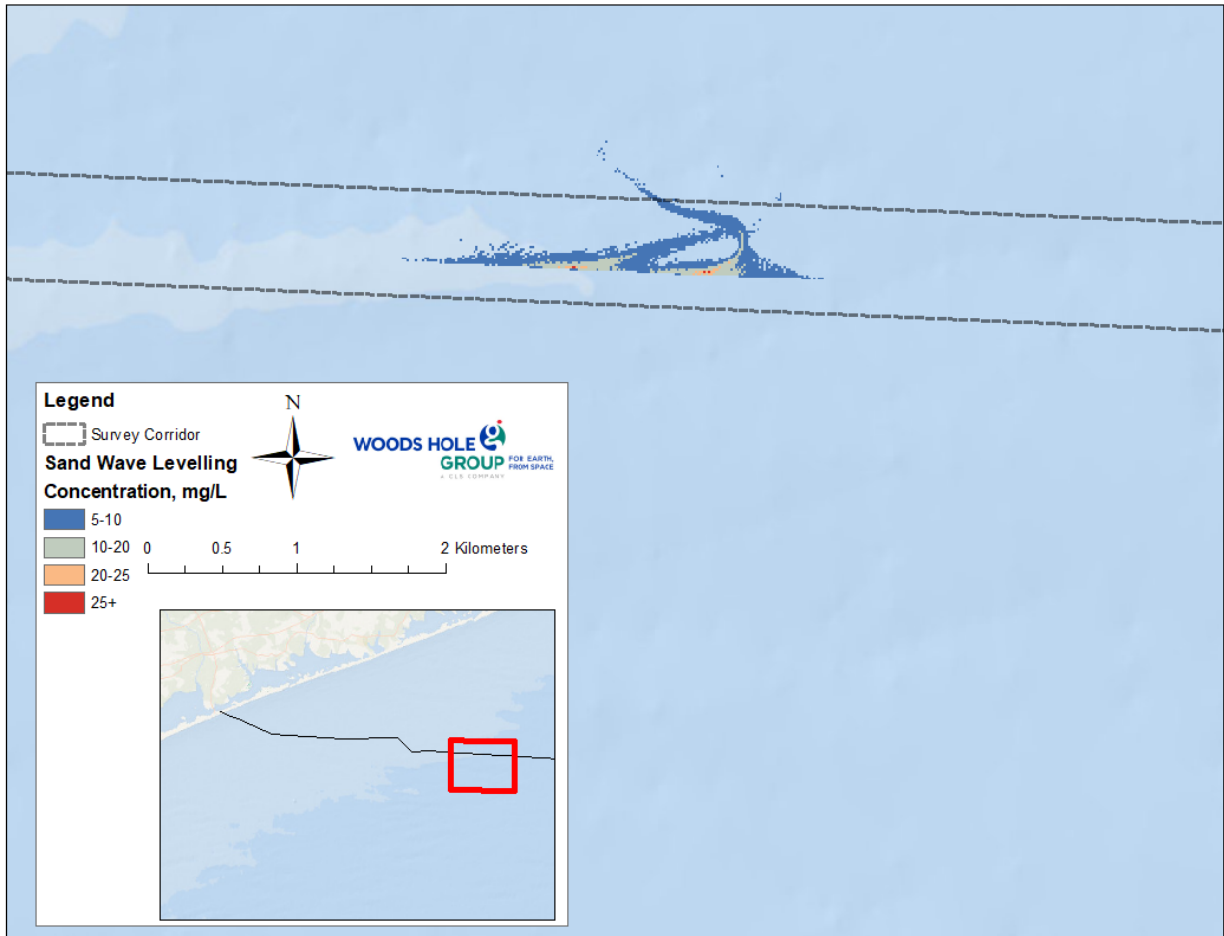 Legend
N
Survey Corridor
Sand Wave Levelling
Concentration, mg/L
5-10
10-20
20-25
25+
WOODS HOLE
GROUP
FOR EARTH,
FROM SPACE
A CLS COMPANY
0 0.5 1 2 Kilometers